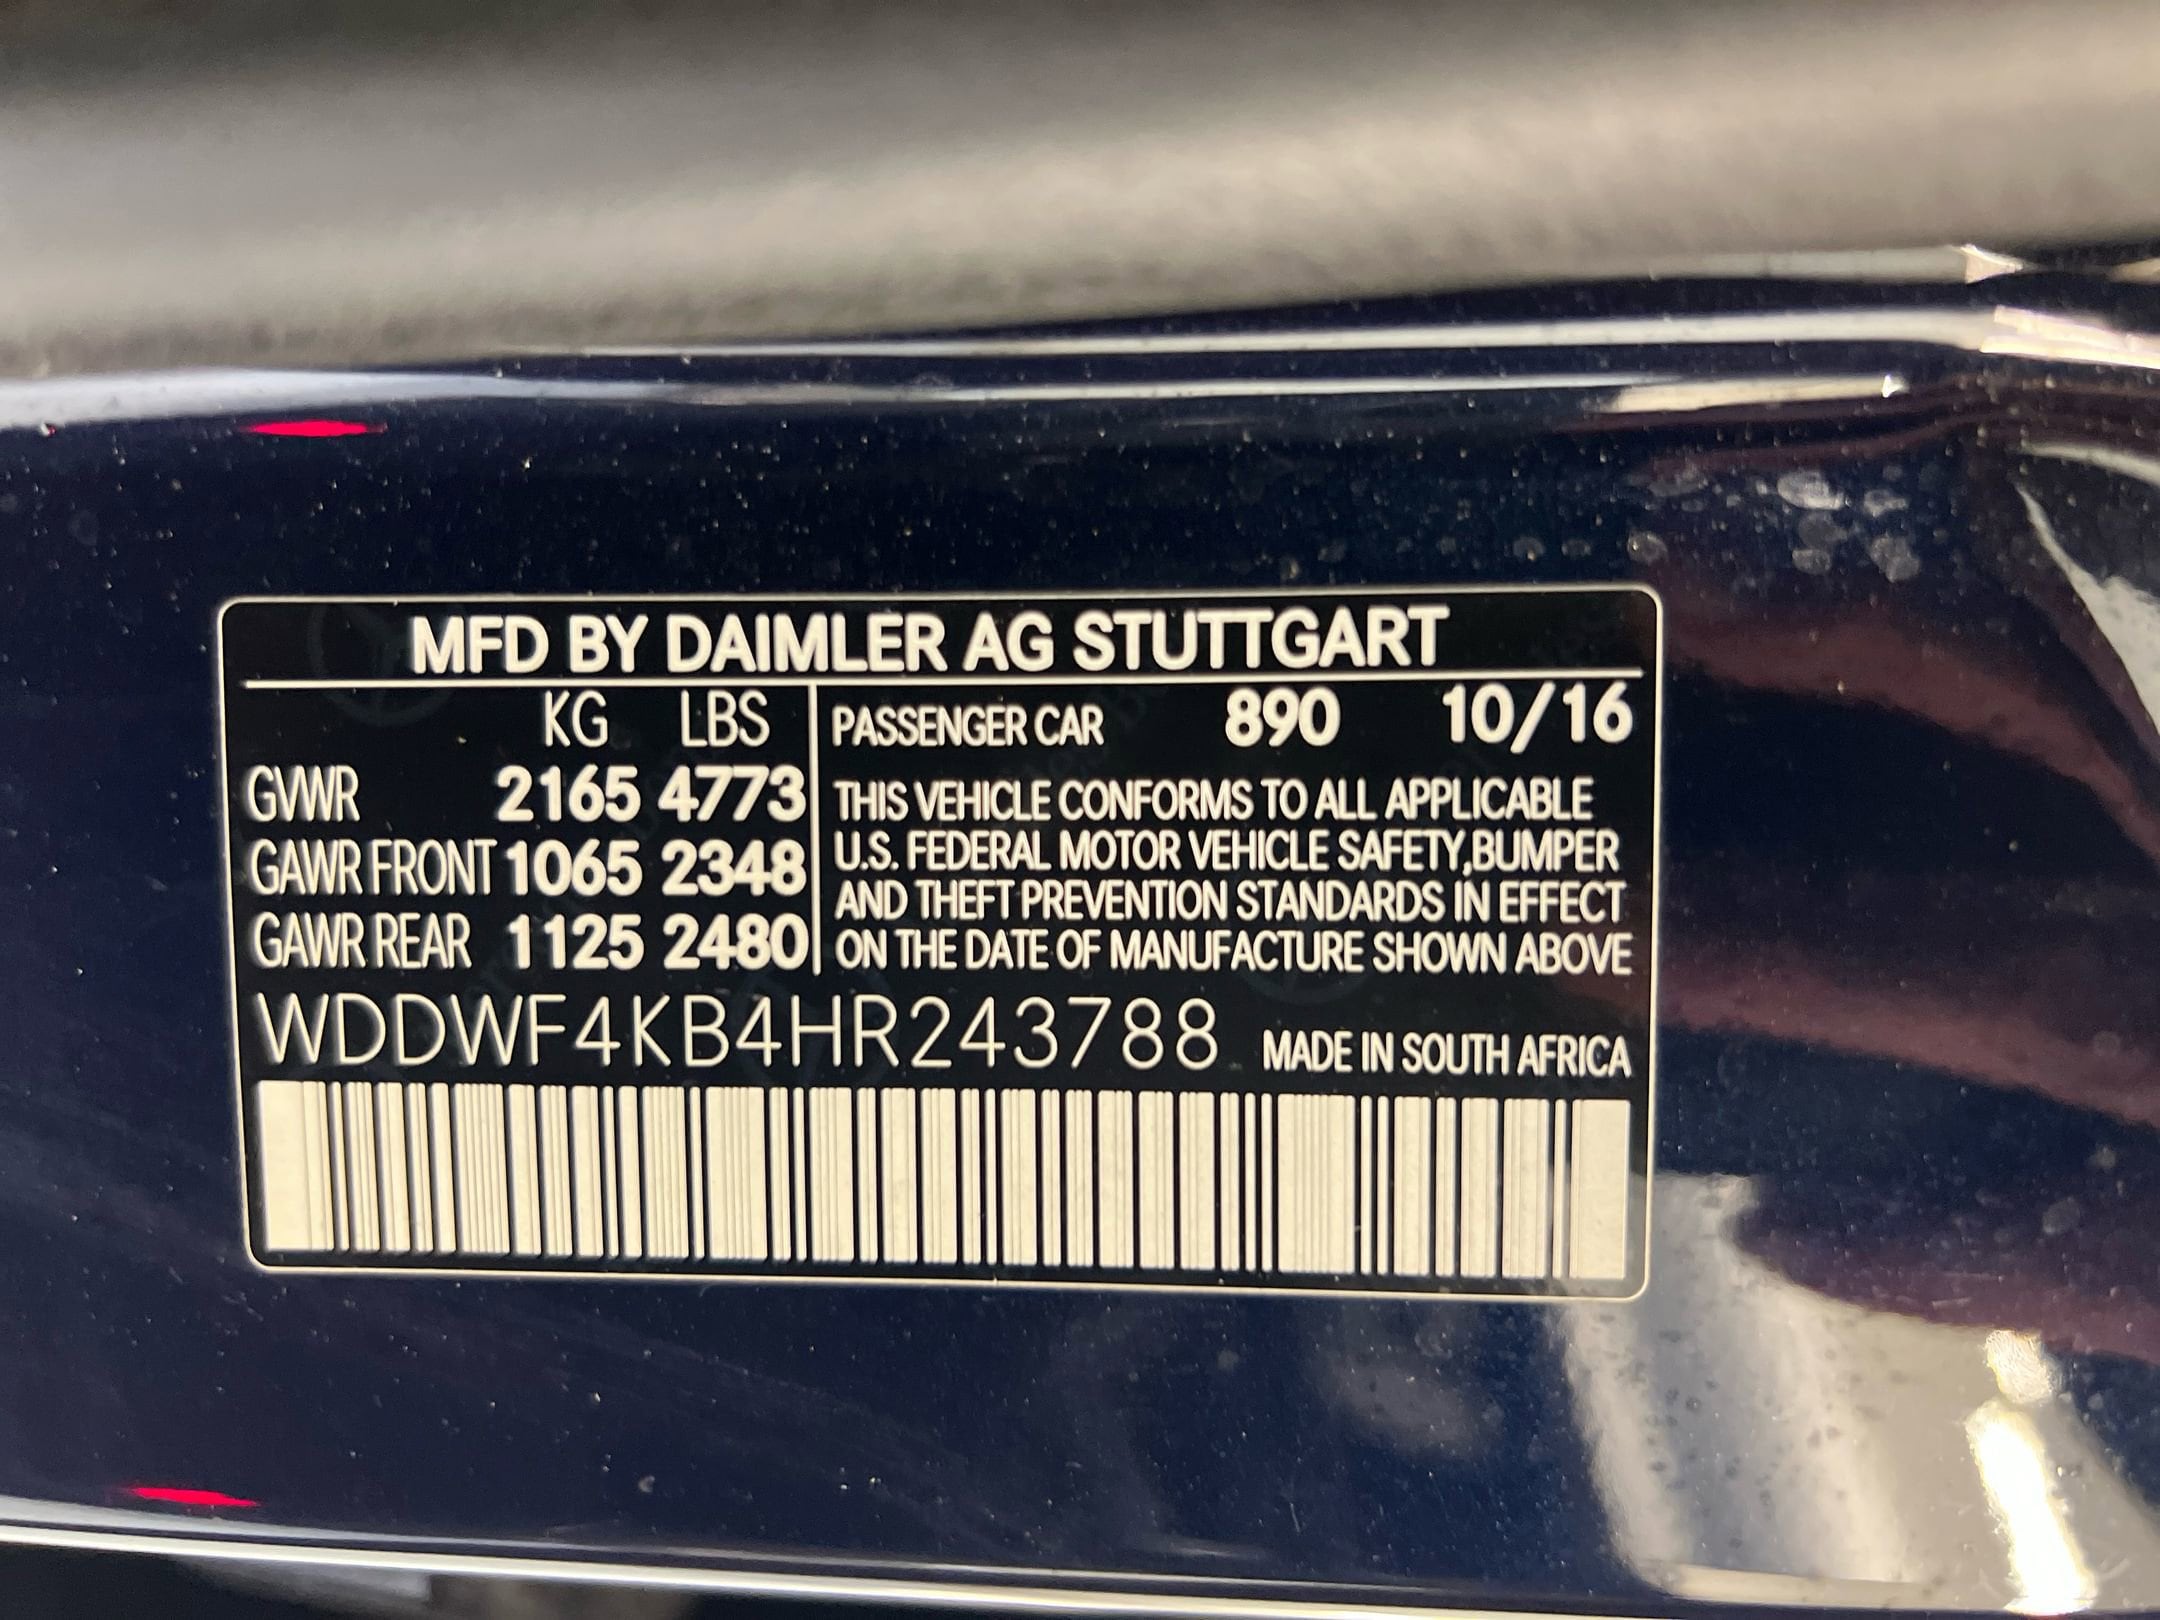 MFD BY DAIMLER AG STUTTGART
KG LBS
GVWR 2165 4773
GAWR FRONT 1065 2348
GAWR REAR 1125 2480
PASSENGER CAR 890 10/16
THIS VEHICLE CONFORMS TO ALL APPLICABLE
U.S. FEDERAL MOTOR VEHICLE SAFETY,BUMPER
AND THEFT PREVENTION STANDARDS IN EFFECT
ON THE DATE OF MANUFACTURE SHOWN ABOVE
WDDWF4KB4HR243788 MADE IN SOUTH AFRICA